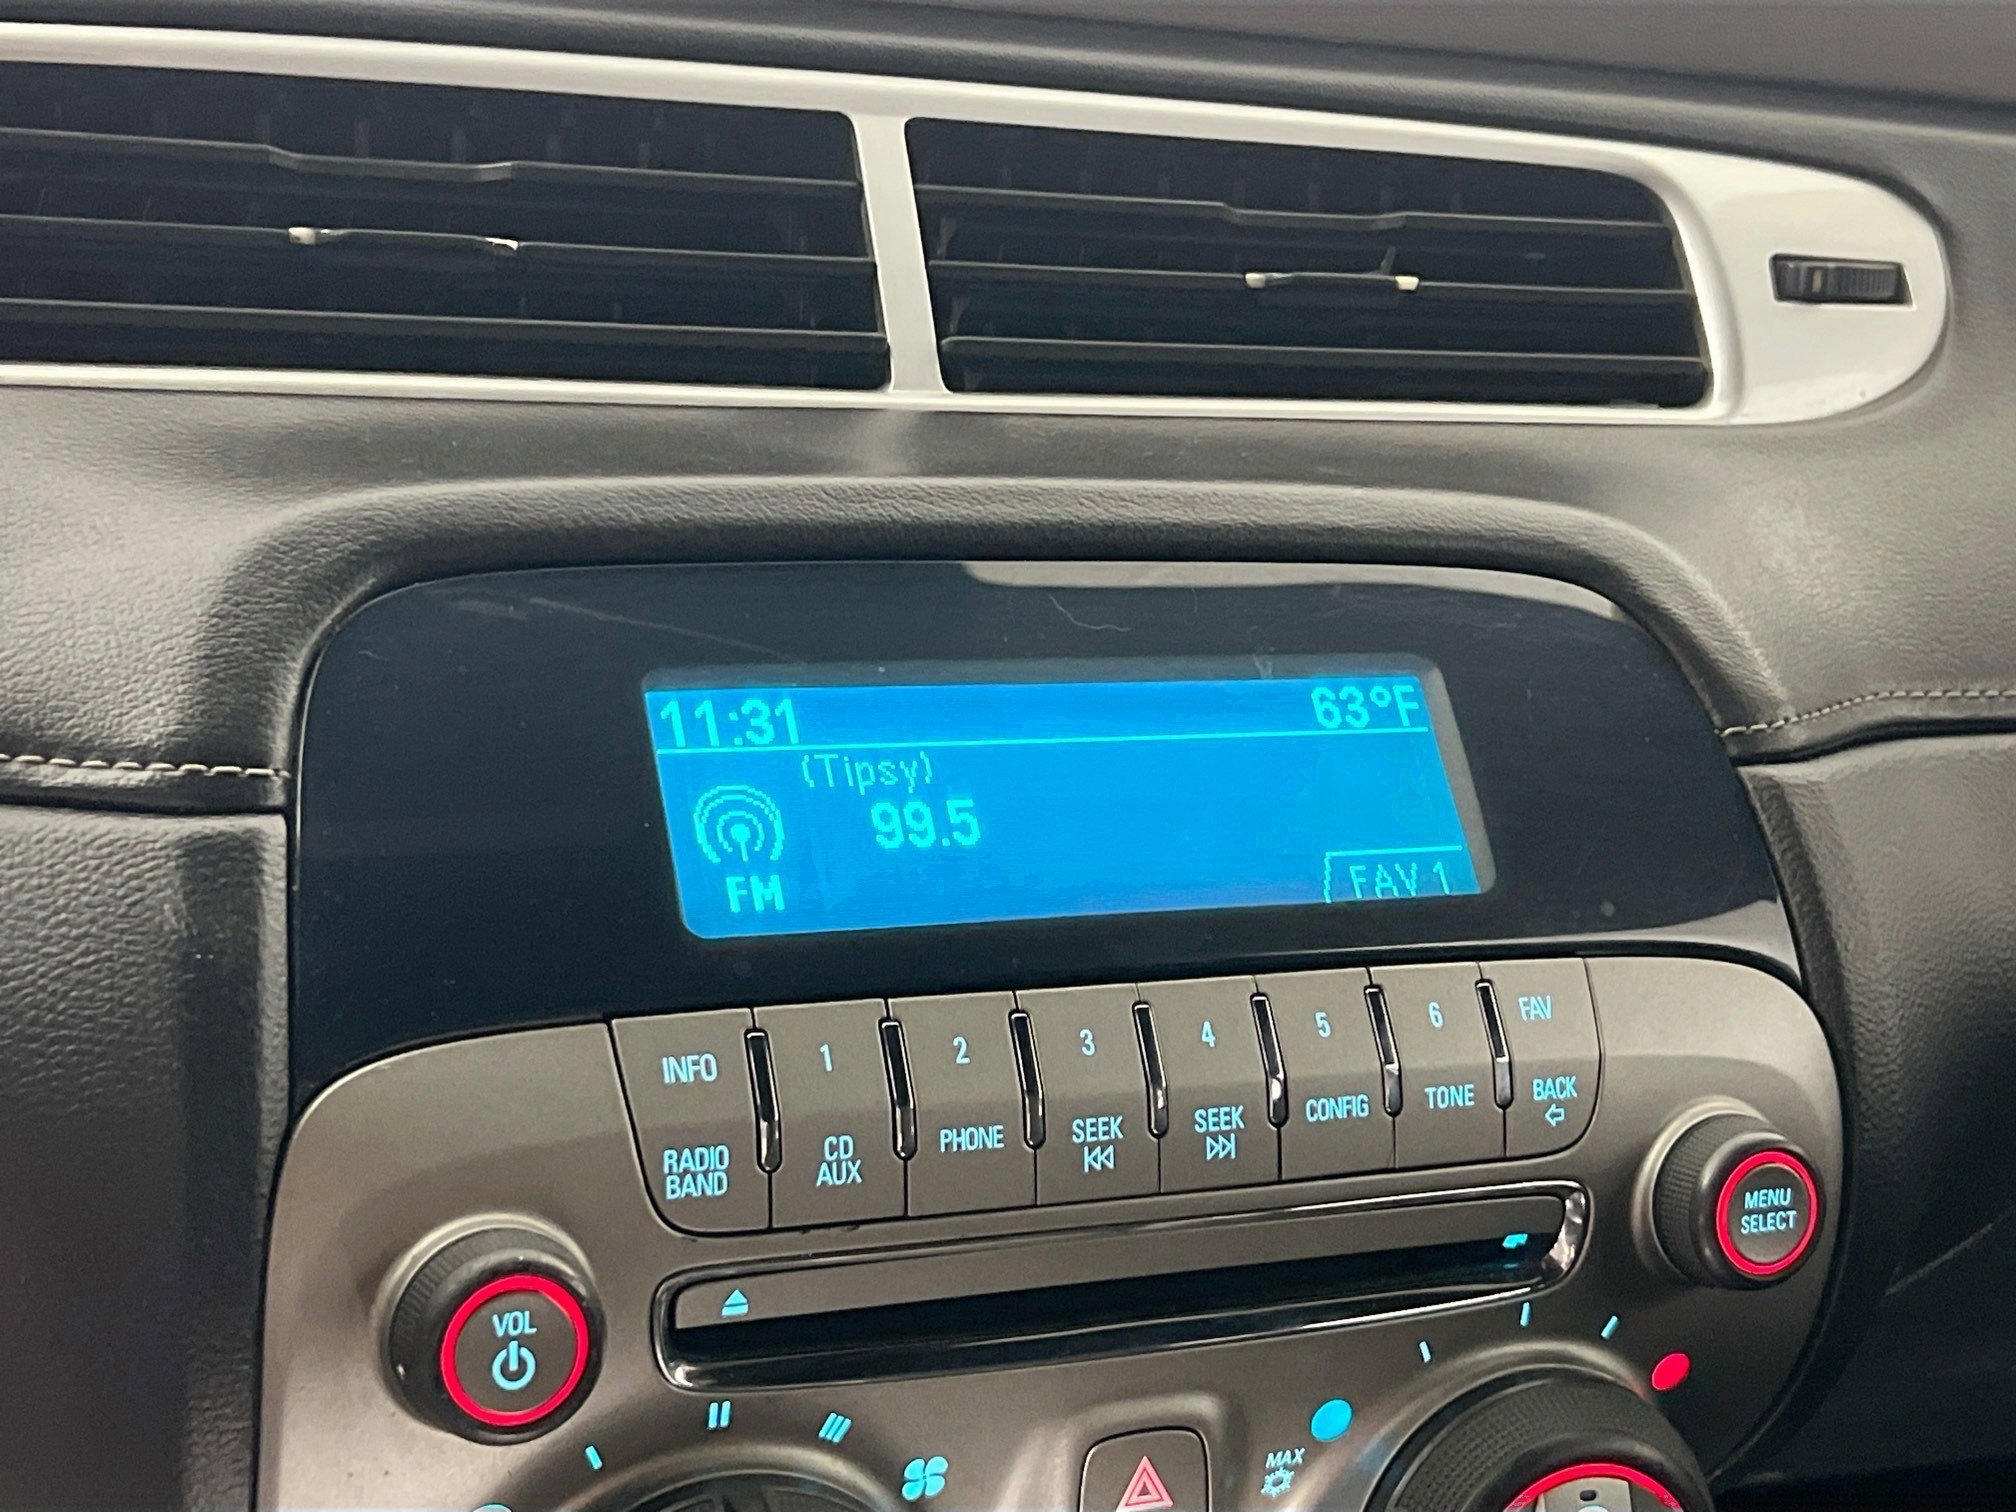 11:31 63°F
(Tipsy)
99.5
FM
FAV 1
INFO 1 2 3 4 5 6 FAV
RADIO BAND
CD AUX
PHONE
SEEK
SEEK
CONFIG
TONE
BACK
MENU SELECT
VOL
MAX